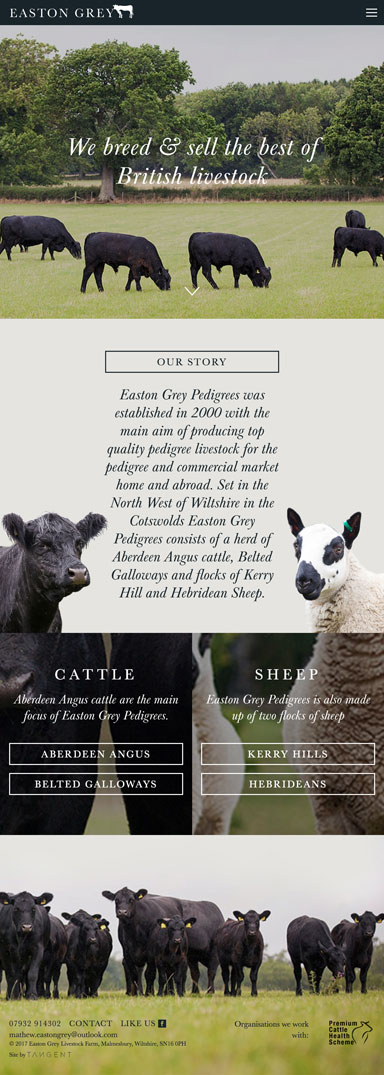 EASTON GREY
We breed & sell the best of
British livestock
OUR STORY
Easton Grey Pedigrees was
established in 2000 with the
main aim of producing top
quality pedigree livestock for the
pedigree and commercial market
home and abroad. Set in the
North West of Wiltshire in the
Cotswolds Easton Grey
Pedigrees consists of a herd of
Aberdeen Angus cattle, Belted
Galloways and flocks of Kerry
Hill and Hebridean Sheep.
CATTLE
Aberdeen Angus cattle are the main
focus of Easton Grey Pedigrees.
ABERDEEN ANGUS
BELTED GALLOWAYS
SHEEP
Easton Grey Pedigrees is also made
up of two flocks of sheep
KERRY HILLS
HEBRIDEANS
07932 914302 CONTACT LIKE US f
mathew.eastongrey@outlook.com
© 2017 Easton Grey Livestock Farm, Malmesbury, Wiltshire, SN16 0PH
Site by TANGENT
Organisations we work
with:
Premium
Cattle
Health
Scheme